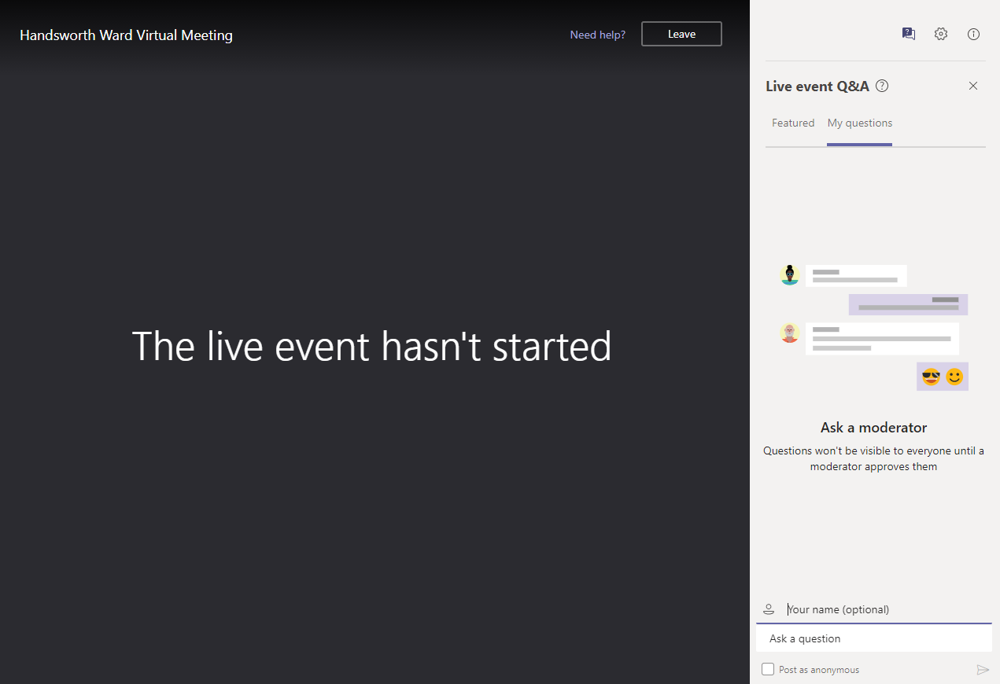 Handsworth Ward Virtual Meeting
Need help?
Leave
The live event hasn't started
Live event Q&A
Featured
My questions
Ask a moderator
Questions won't be visible to everyone until a
moderator approves them
Your name (optional)
Ask a question
Post as anonymous